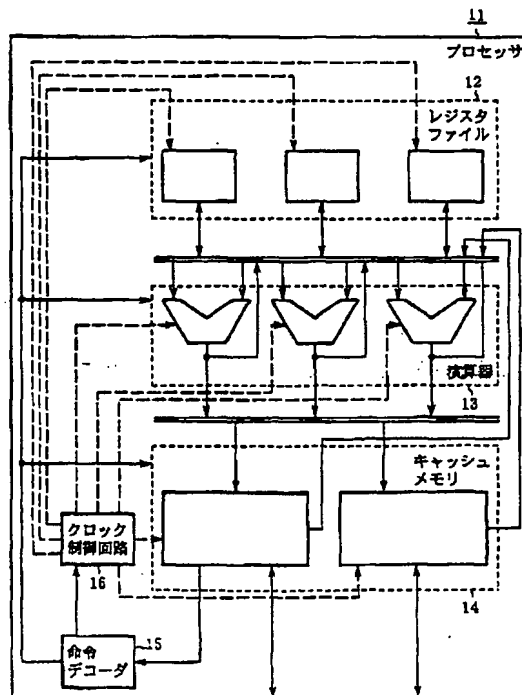 11
プロセッサ
12
レジスタ
ファイル
演算器
13
キャッシュ
メモリ
クロック
制御回路
16
14
15
命令
デコーダ